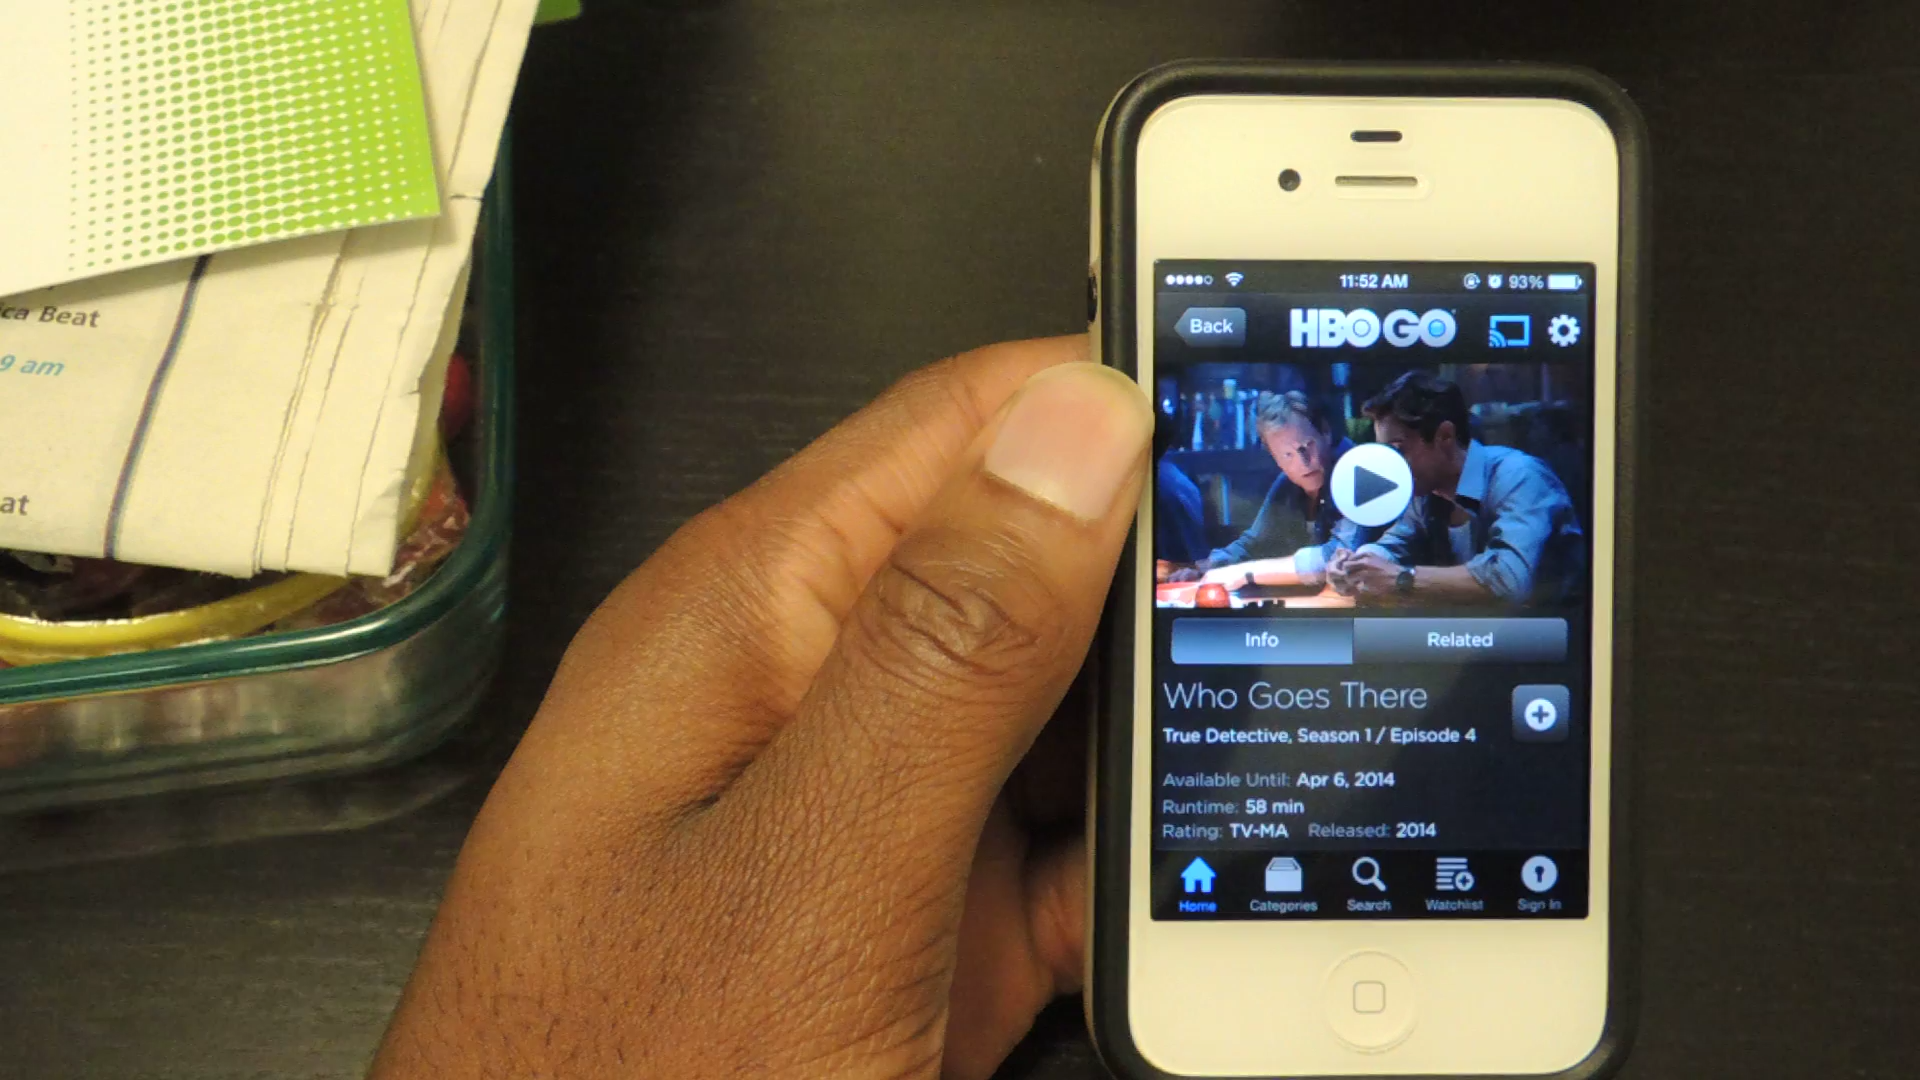 ca Beat
9 am
at
11:52 AM 93%
Back HBO GO
Info Related
Who Goes There
True Detective, Season 1 / Episode 4
Available Until: Apr 6, 2014
Runtime: 58 min
Rating: TV-MA Released: 2014
Home Categories Search Watchlist Sign In